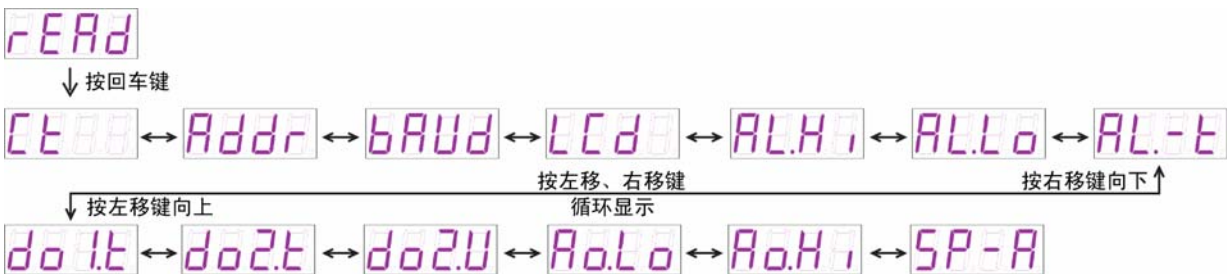 rEAd
按回车键
Ct Addr bAUd LCd AL.Hi AL.Lo AL.-t
按左移、右移键 按右移键向下
按左移键向上 循环显示
do1.t do2.t do2.U Ao.Lo Ao.Hi SP-A